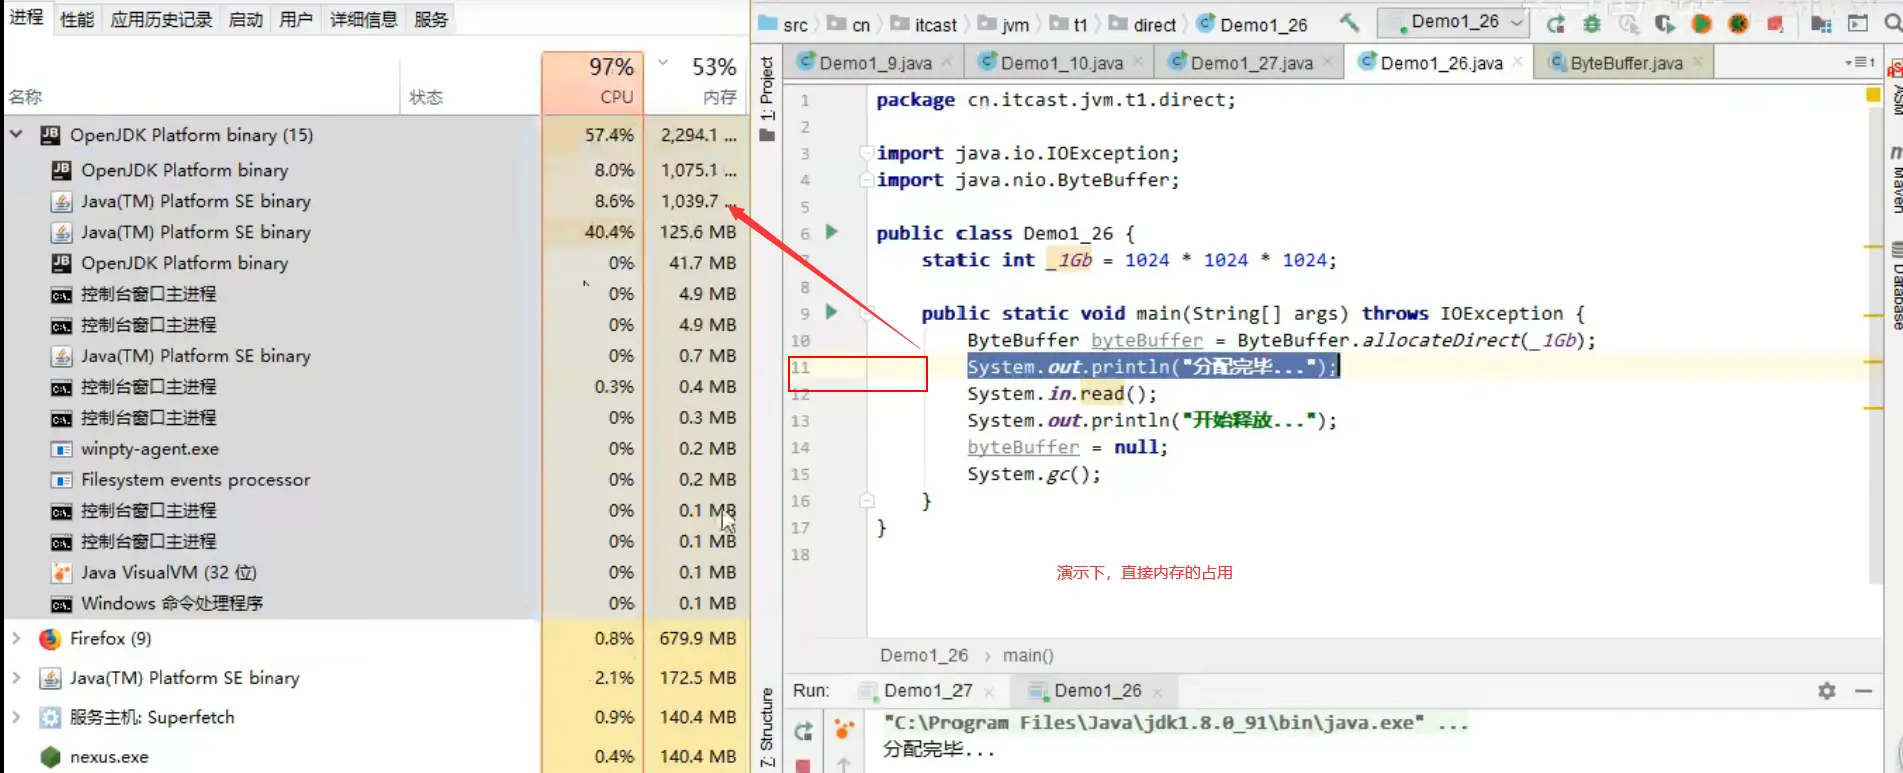 进程 性能 应用历史记录 启动 用户 详细信息 服务
97% 53%
名称 状态 CPU 内存
OpenJDK Platform binary (15) 57.4% 2,294.1 ...
OpenJDK Platform binary 8.0% 1,075.1 ...
Java(TM) Platform SE binary 8.6% 1,039.7 ...
Java(TM) Platform SE binary 40.4% 125.6 MB
OpenJDK Platform binary 0% 41.7 MB
控制台窗口主进程 0% 4.9 MB
控制台窗口主进程 0% 4.9 MB
Java(TM) Platform SE binary 0% 0.7 MB
控制台窗口主进程 0.3% 0.4 MB
控制台窗口主进程 0% 0.3 MB
winpty-agent.exe 0% 0.2 MB
Filesystem events processor 0% 0.2 MB
控制台窗口主进程 0% 0.1 MB
控制台窗口主进程 0% 0.1 MB
Java VisualVM (32 位) 0% 0.1 MB
Windows 命令处理程序 0% 0.1 MB
Firefox (9) 0.8% 679.9 MB
Java(TM) Platform SE binary 2.1% 172.5 MB
服务主机: Superfetch 0.9% 140.4 MB
nexus.exe 0.4% 140.4 MB
src cn itcast jvm t1 direct Demo1_26 Demo1_26
Demo1_9.java Demo1_10.java Demo1_27.java Demo1_26.java ByteBuffer.java
1: Project
1 package cn.itcast.jvm.t1.direct;
2
3 import java.io.IOException;
4 import java.nio.ByteBuffer;
5
6 public class Demo1_26 {
7 static int _1Gb = 1024 * 1024 * 1024;
8
9 public static void main(String[] args) throws IOException {
10 ByteBuffer byteBuffer = ByteBuffer.allocateDirect(_1Gb);
11 System.out.println("分配完毕...");
12 System.in.read();
13 System.out.println("开始释放...");
14 byteBuffer = null;
15 System.gc();
16 }
17 }
18
演示下，直接内存的占用
ASM
Maven
Database
Demo1_26 › main()
Z: Structure
Run: Demo1_27 Demo1_26
"C:\Program Files\Java\jdk1.8.0_91\bin\java.exe" ...
分配完毕...